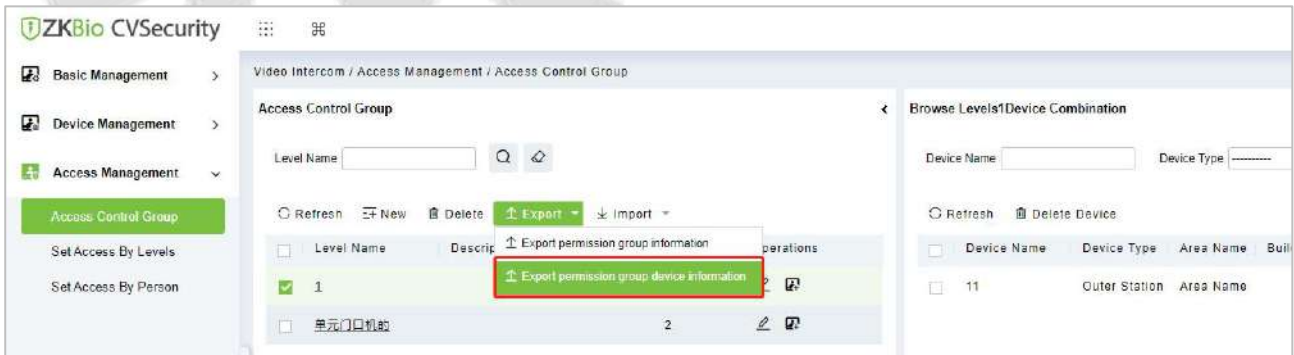 ZKBio CVSecurity
Basic Management
Device Management
Access Management
Access Control Group
Set Access By Levels
Set Access By Person
Video Intercom / Access Management / Access Control Group
Access Control Group
Level Name
Refresh New Delete Export Import
Export permission group information
Export permission group device information
Level Name Descrip perations
1
单元门口机的 2
Browse Levels1Device Combination
Device Name Device Type ----------
Refresh Delete Device
Device Name Device Type Area Name Buil
11 Outer Station Area Name